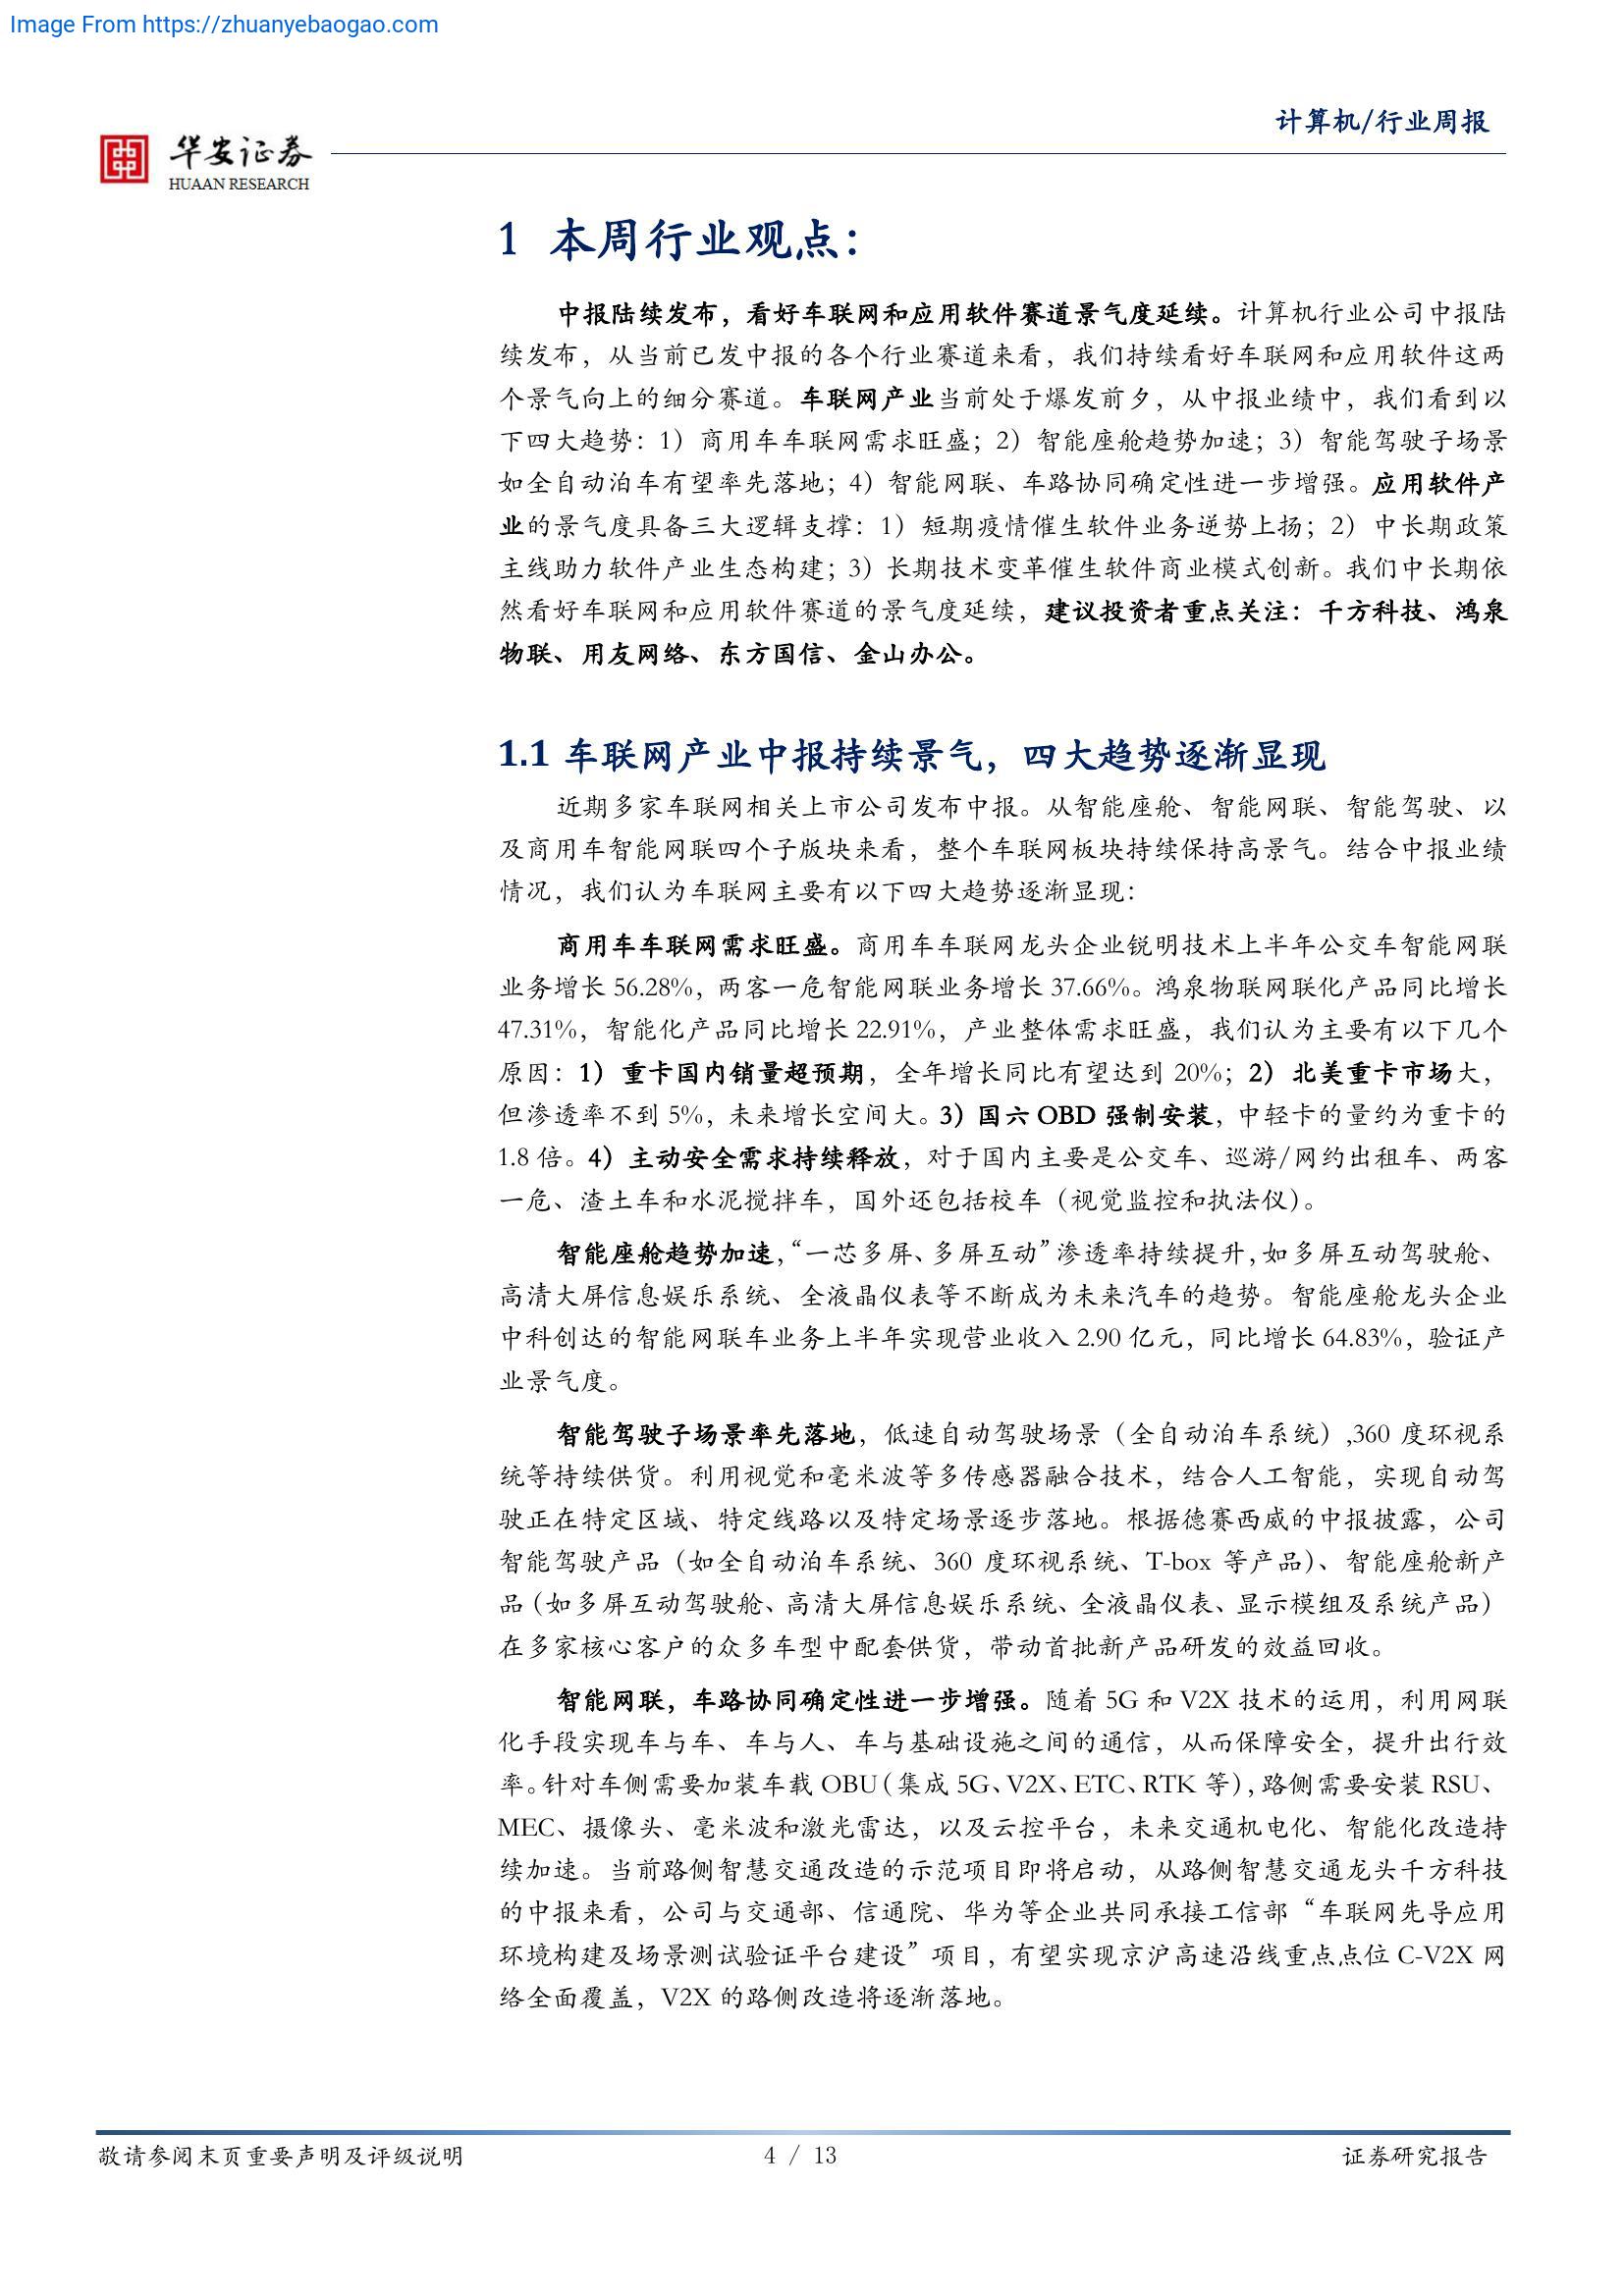 Image From https://zhuanyebaogao.com
计算机/行业周报
华安证券
HUAAN RESEARCH
1 本周行业观点：
中报陆续发布，看好车联网和应用软件赛道景气度延续。计算机行业公司中报陆
续发布，从当前已发中报的各个行业赛道来看，我们持续看好车联网和应用软件这两
个景气向上的细分赛道。车联网产业当前处于爆发前夕，从中报业绩中，我们看到以
下四大趋势：1）商用车车联网需求旺盛；2）智能座舱趋势加速；3）智能驾驶子场景
如全自动泊车有望率先落地；4）智能网联、车路协同确定性进一步增强。应用软件产
业的景气度具备三大逻辑支撑：1）短期疫情催生软件业务逆势上扬；2）中长期政策
主线助力软件产业生态构建；3）长期技术变革催生软件商业模式创新。我们中长期依
然看好车联网和应用软件赛道的景气度延续，建议投资者重点关注：千方科技、鸿泉
物联、用友网络、东方国信、金山办公。
1.1 车联网产业中报持续景气，四大趋势逐渐显现
近期多家车联网相关上市公司发布中报。从智能座舱、智能网联、智能驾驶、以
及商用车智能网联四个子版块来看，整个车联网板块持续保持高景气。结合中报业绩
情况，我们认为车联网主要有以下四大趋势逐渐显现：
商用车车联网需求旺盛。商用车车联网龙头企业锐明技术上半年公交车智能网联
业务增长 56.28%，两客一危智能网联业务增长 37.66%。鸿泉物联网联化产品同比增长
47.31%，智能化产品同比增长 22.91%，产业整体需求旺盛，我们认为主要有以下几个
原因：1）重卡国内销量超预期，全年增长同比有望达到 20%；2）北美重卡市场大，
但渗透率不到 5%，未来增长空间大。3）国六 OBD 强制安装，中轻卡的量约为重卡的
1.8 倍。4）主动安全需求持续释放，对于国内主要是公交车、巡游/网约出租车、两客
一危、渣土车和水泥搅拌车，国外还包括校车（视觉监控和执法仪）。
智能座舱趋势加速，“一芯多屏、多屏互动”渗透率持续提升，如多屏互动驾驶舱、
高清大屏信息娱乐系统、全液晶仪表等不断成为未来汽车的趋势。智能座舱龙头企业
中科创达的智能网联车业务上半年实现营业收入 2.90 亿元，同比增长 64.83%，验证产
业景气度。
智能驾驶子场景率先落地，低速自动驾驶场景（全自动泊车系统）,360 度环视系
统等持续供货。利用视觉和毫米波等多传感器融合技术，结合人工智能，实现自动驾
驶正在特定区域、特定线路以及特定场景逐步落地。根据德赛西威的中报披露，公司
智能驾驶产品（如全自动泊车系统、360 度环视系统、T-box 等产品）、智能座舱新产
品（如多屏互动驾驶舱、高清大屏信息娱乐系统、全液晶仪表、显示模组及系统产品）
在多家核心客户的众多车型中配套供货，带动首批新产品研发的效益回收。
智能网联，车路协同确定性进一步增强。随着 5G 和 V2X 技术的运用，利用网联
化手段实现车与车、车与人、车与基础设施之间的通信，从而保障安全，提升出行效
率。针对车侧需要加装车载 OBU（集成 5G、V2X、ETC、RTK 等），路侧需要安装 RSU、
MEC、摄像头、毫米波和激光雷达，以及云控平台，未来交通机电化、智能化改造持
续加速。当前路侧智慧交通改造的示范项目即将启动，从路侧智慧交通龙头千方科技
的中报来看，公司与交通部、信通院、华为等企业共同承接工信部“车联网先导应用
环境构建及场景测试验证平台建设”项目，有望实现京沪高速沿线重点点位 C-V2X 网
络全面覆盖，V2X 的路侧改造将逐渐落地。
敬请参阅末页重要声明及评级说明
4 / 13
证券研究报告